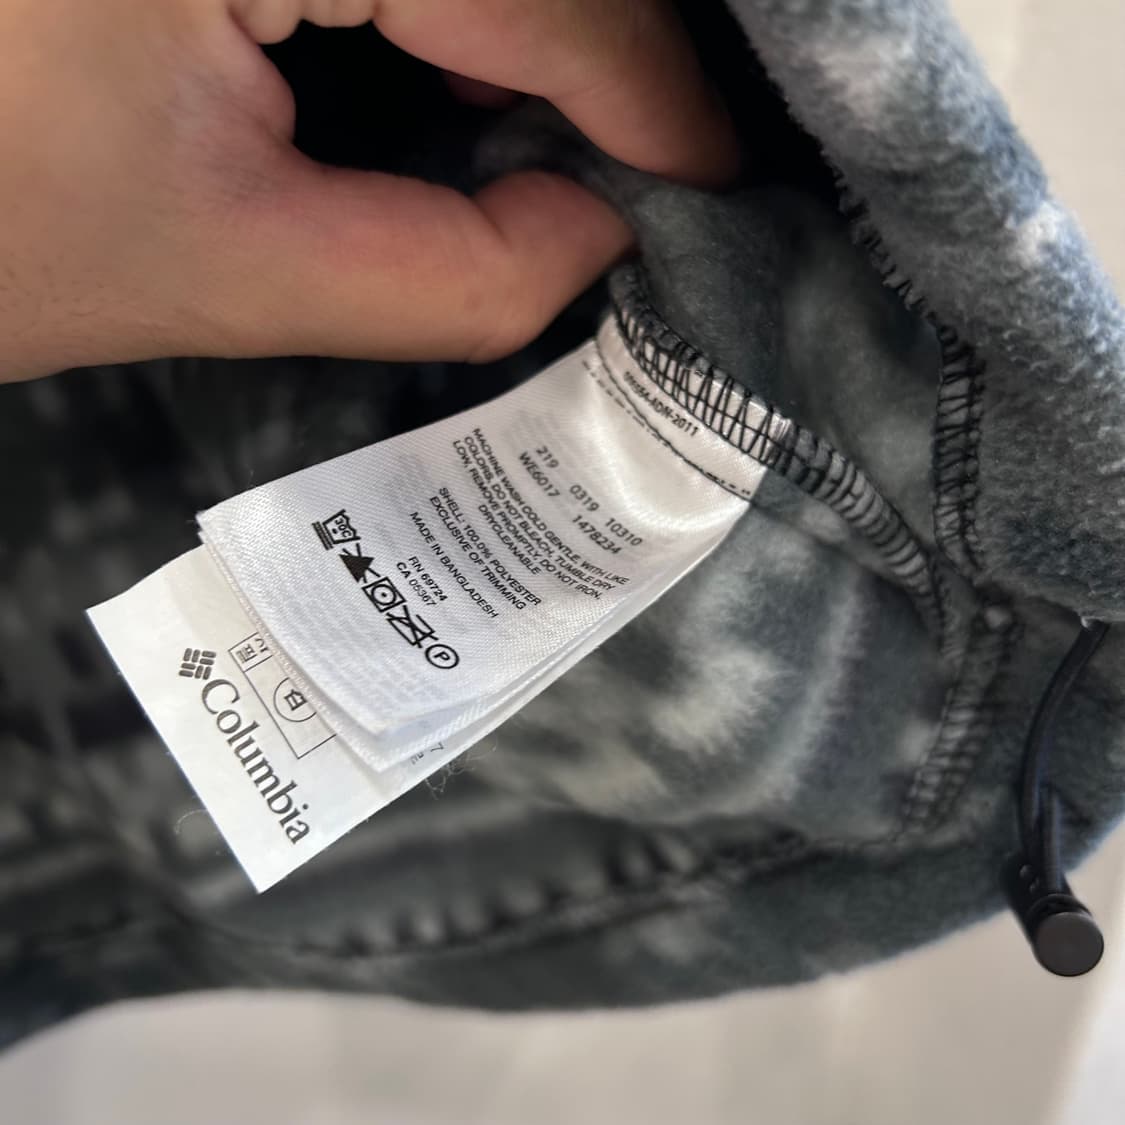 219 0319 10310
WE6017 1478234
MACHINE WASH COLD GENTLE, WITH LIKE
COLORS, DO NOT BLEACH, TUMBLE DRY
LOW, REMOVE PROMPTLY, DO NOT IRON.
DRYCLEANABLE
SHELL: 100.0% POLYESTER
EXCLUSIVE OF TRIMMING
MADE IN BANGLADESH
RN 69724
CA 05367
30C
P
Columbia